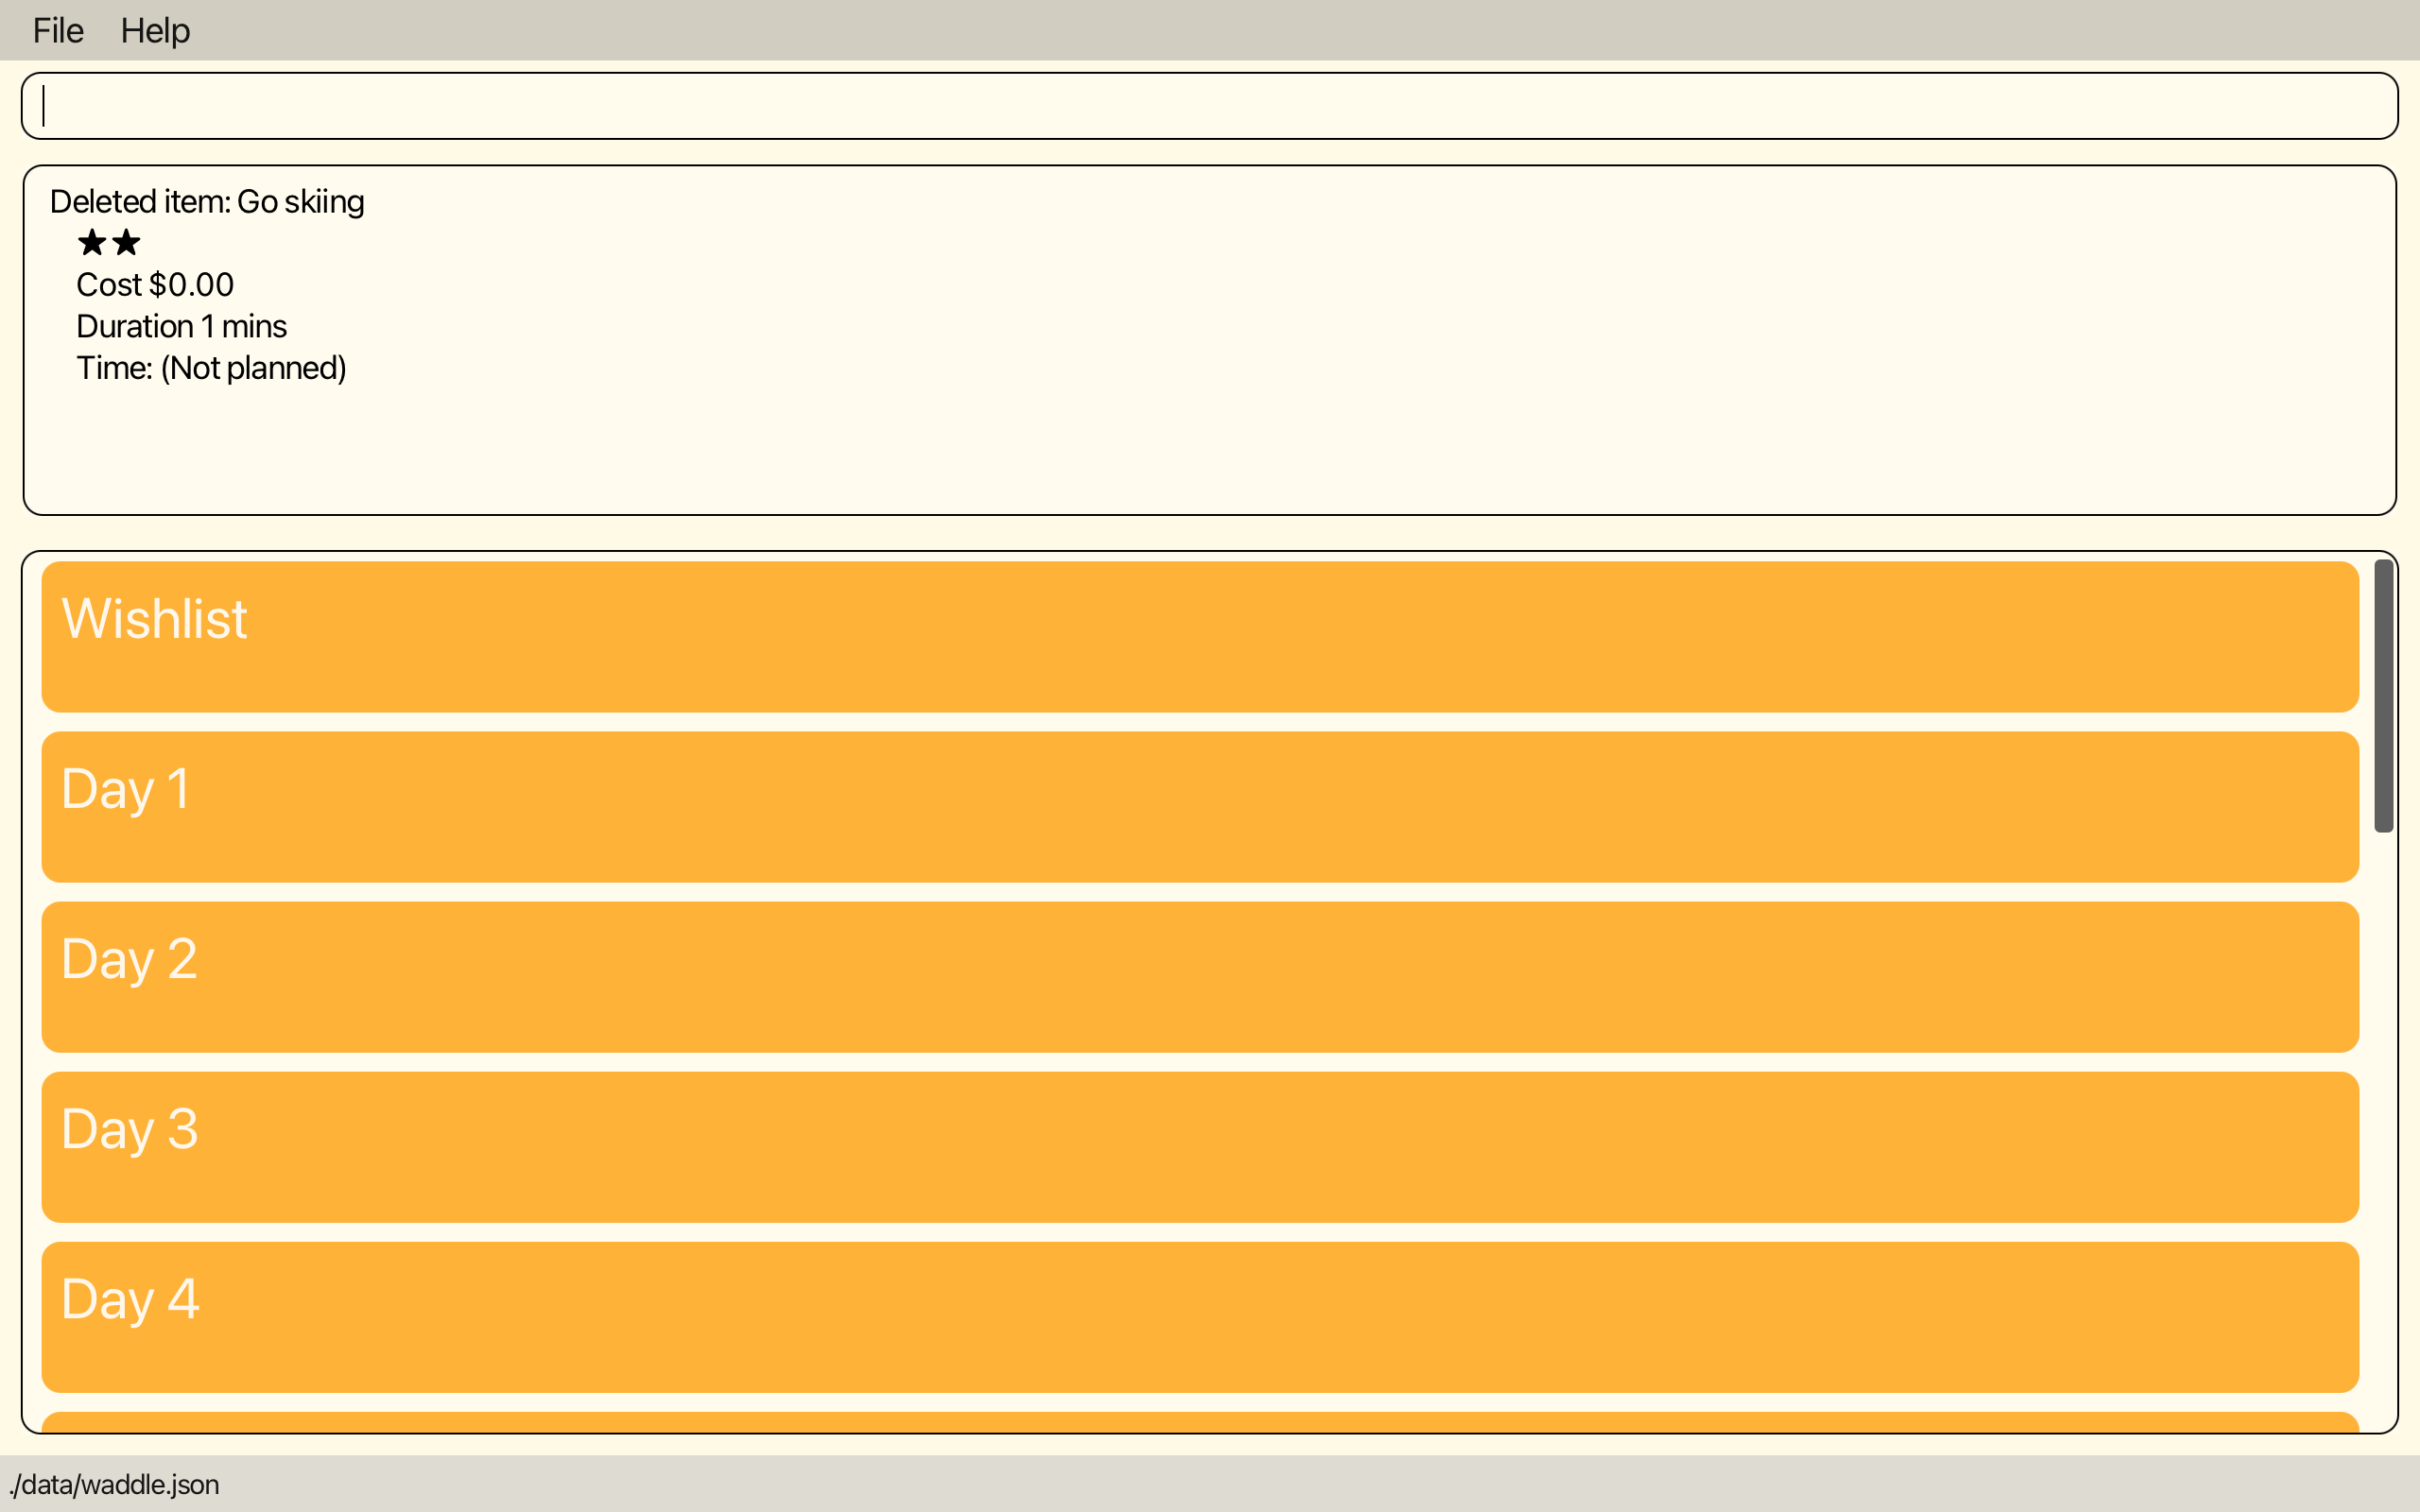 File Help
Deleted item: Go skiing
★★
Cost $0.00
Duration 1 mins
Time: (Not planned)
Wishlist
Day 1
Day 2
Day 3
Day 4
./data/waddle.json